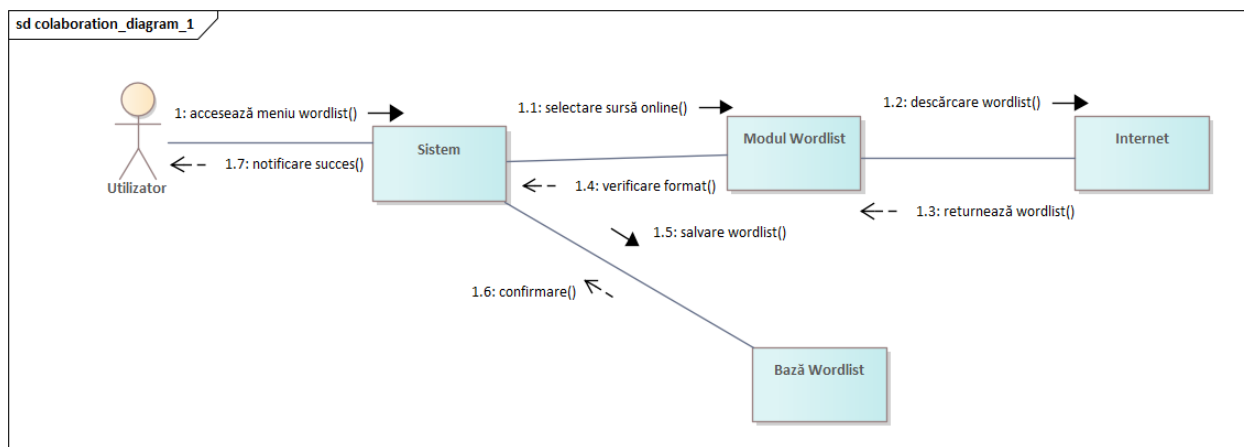 sd colaboration_diagram_1
1: accesează meniu wordlist()
1.1: selectare sursă online()
1.2: descărcare wordlist()
Sistem
Modul Wordlist
Internet
1.7: notificare succes()
Utilizator
1.4: verificare format()
1.3: returnează wordlist()
1.5: salvare wordlist()
1.6: confirmare()
Bază Wordlist